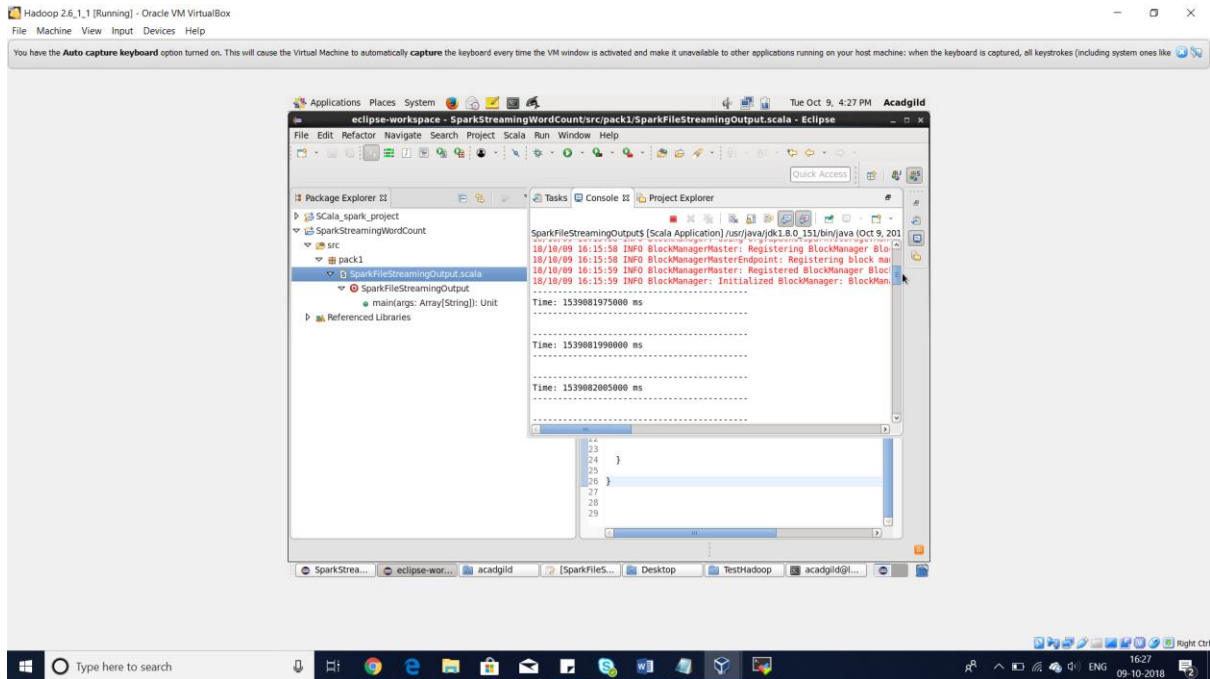 Hadoop 2.6_1_1 [Running] - Oracle VM VirtualBox
File Machine View Input Devices Help
You have the Auto capture keyboard option turned on. This will cause the Virtual Machine to automatically capture the keyboard every time the VM window is activated and make it unavailable to other applications running on your host machine: when the keyboard is captured, all keystrokes (including system ones like
Applications Places System
Tue Oct 9, 4:27 PM Acadgild
eclipse-workspace - SparkStreamingWordCount/src/pack1/SparkFileStreamingOutput.scala - Eclipse
File Edit Refactor Navigate Search Project Scala Run Window Help
Quick Access
Package Explorer
SCala_spark_project
SparkStreamingWordCount
src
pack1
SparkFileStreamingOutput.scala
SparkFileStreamingOutput
main(args: Array[String]): Unit
Referenced Libraries
Tasks Console Project Explorer
SparkFileStreamingOutput$ [Scala Application] /usr/java/jdk1.8.0_151/bin/java (Oct 9, 201
18/10/09 16:15:58 INFO BlockManagerMaster: Registering BlockManager Blo
18/10/09 16:15:58 INFO BlockManagerMasterEndpoint: Registering block ma
18/10/09 16:15:59 INFO BlockManagerMaster: Registered BlockManager Bloc
18/10/09 16:15:59 INFO BlockManager: Initialized BlockManager: BlockMan
-------------------------------------------
Time: 1539081975000 ms
-------------------------------------------
-------------------------------------------
Time: 1539081990000 ms
-------------------------------------------
-------------------------------------------
Time: 1539082005000 ms
-------------------------------------------
-------------------------------------------
23
24 }
25
26 }
27
28
29
SparkStrea...
eclipse-wor...
acadgild
[SparkFileS...
Desktop
TestHadoop
acadgild@l...
Right Ctrl
Type here to search
ENG
16:27
09-10-2018